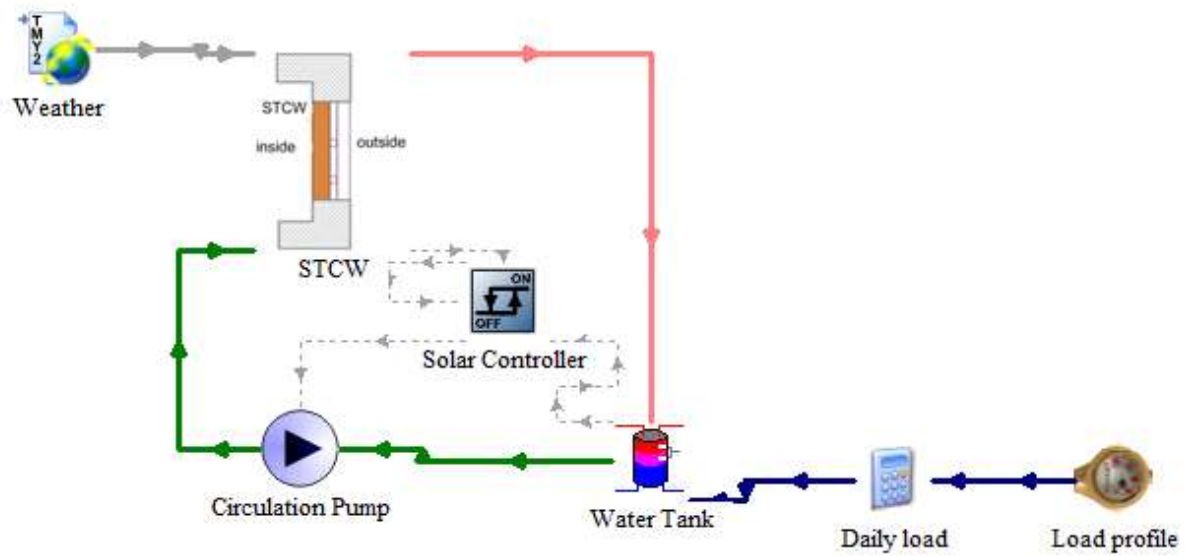 TMY2
Weather
STCW
inside
outside
STCW
ON
OFF
Solar Controller
Circulation Pump
Water Tank
Daily load
Load profile